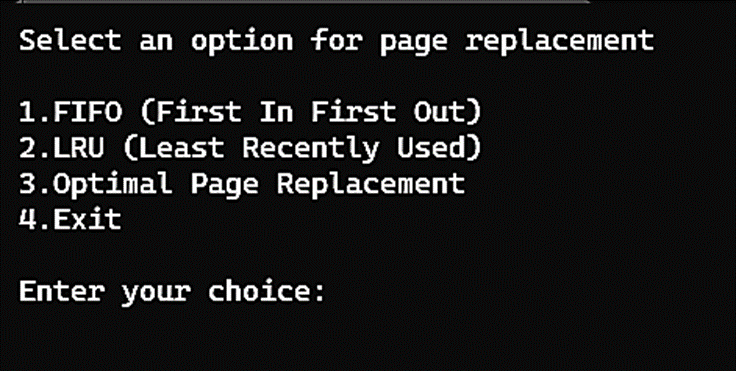 Select an option for page replacement
1.FIFO (First In First Out)
2.LRU (Least Recently Used)
3.Optimal Page Replacement
4.Exit
Enter your choice: